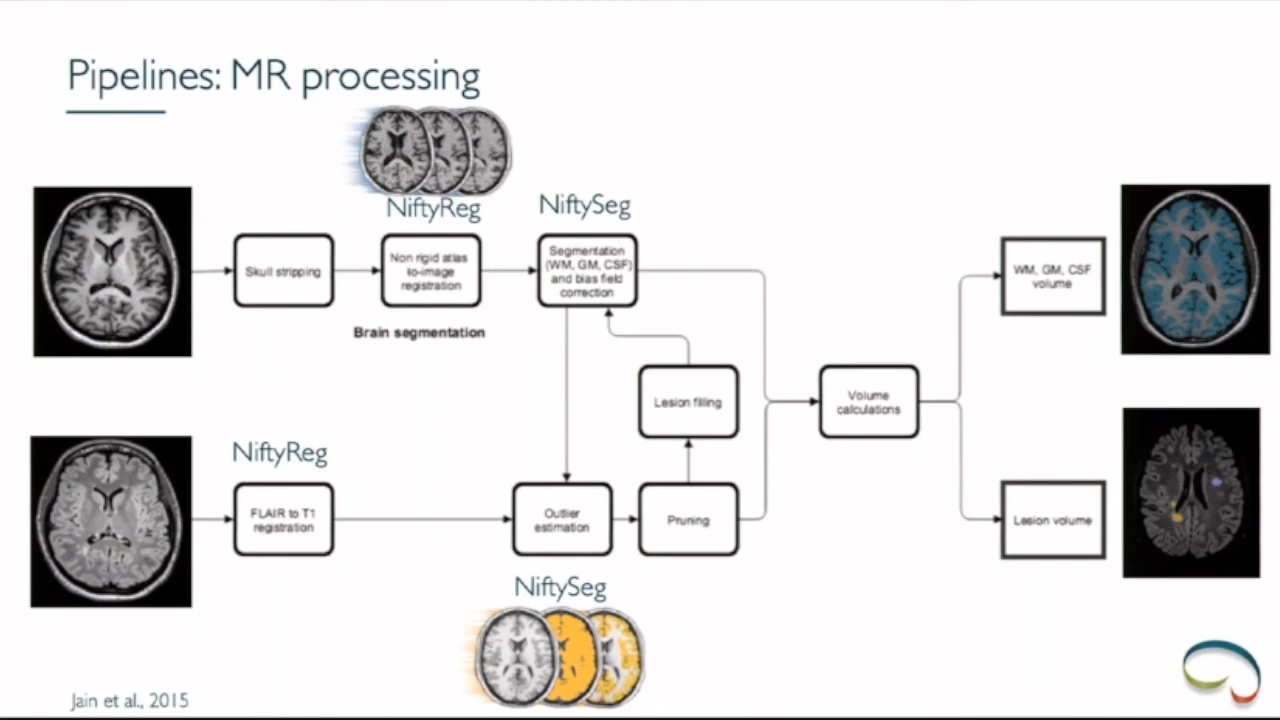 Pipelines: MR processing
NiftyReg
NiftySeg
Skull stripping
Non rigid atlas
to-image
registration
Segmentation
(WM, GM, CSF)
and bias field
correction
WM, GM, CSF
volume
Brain segmentation
Lesion filling
Volume
calculations
NiftyReg
FLAIR to T1
registration
Outlier
estimation
Pruning
Lesion volume
NiftySeg
Jain et al., 2015